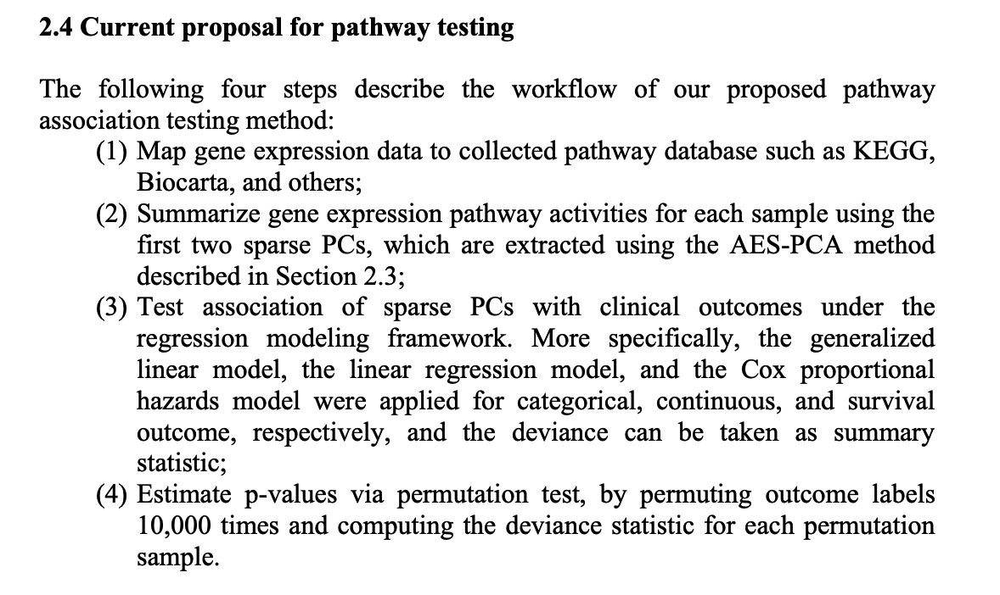 2.4 Current proposal for pathway testing
The following four steps describe the workflow of our proposed pathway
association testing method:
(1) Map gene expression data to collected pathway database such as KEGG,
Biocarta, and others;
(2) Summarize gene expression pathway activities for each sample using the
first two sparse PCs, which are extracted using the AES-PCA method
described in Section 2.3;
(3) Test association of sparse PCs with clinical outcomes under the
regression modeling framework. More specifically, the generalized
linear model, the linear regression model, and the Cox proportional
hazards model were applied for categorical, continuous, and survival
outcome, respectively, and the deviance can be taken as summary
statistic;
(4) Estimate p-values via permutation test, by permuting outcome labels
10,000 times and computing the deviance statistic for each permutation
sample.